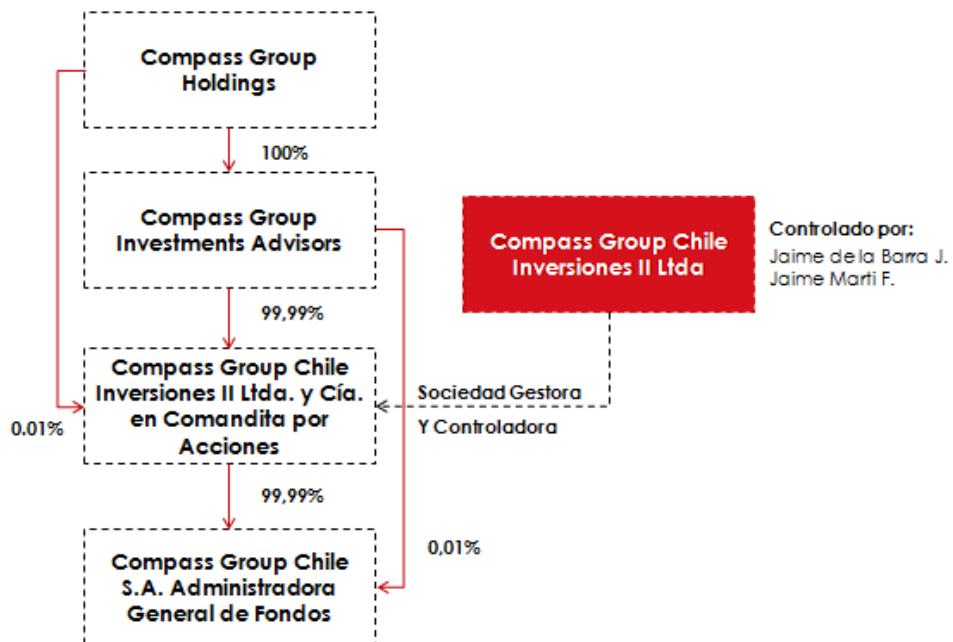 Compass Group
Holdings
100%
Compass Group
Investments Advisors
Compass Group Chile
Inversiones II Ltda
Controlado por:
Jaime de la Barra J.
Jaime Marti F.
99,99%
Compass Group Chile
Inversiones II Ltda. y Cía.
en Comandita por
Acciones
Sociedad Gestora
Y Controladora
0.01%
99,99%
0,01%
Compass Group Chile
S.A. Administradora
General de Fondos